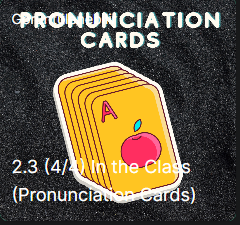 PRONUNCIATION
CARDS
A
2.3 (4/4) In the Class
(Pronunciation Cards)